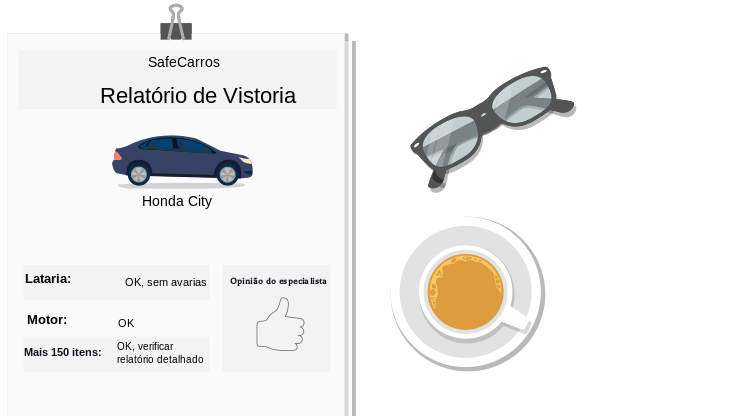 SafeCarros
Relatório de Vistoria
Honda City
Lataria:
OK, sem avarias
Motor:
OK
Mais 150 itens:
OK, verificar
relatório detalhado
Opinião do especialista